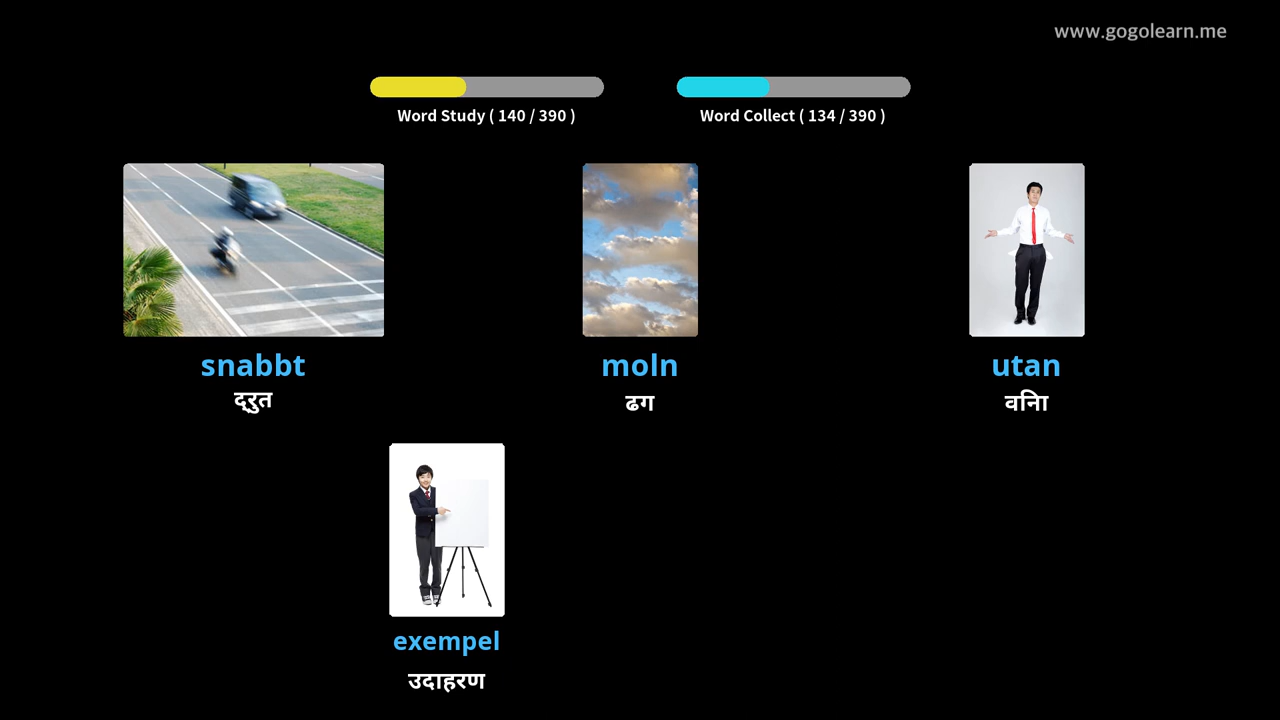 www.gogolearn.me
Word Study ( 140 / 390 )
Word Collect ( 134 / 390 )
snabbt
moln
utan
द्रुत
ढग
विना
exempel
उदाहरण